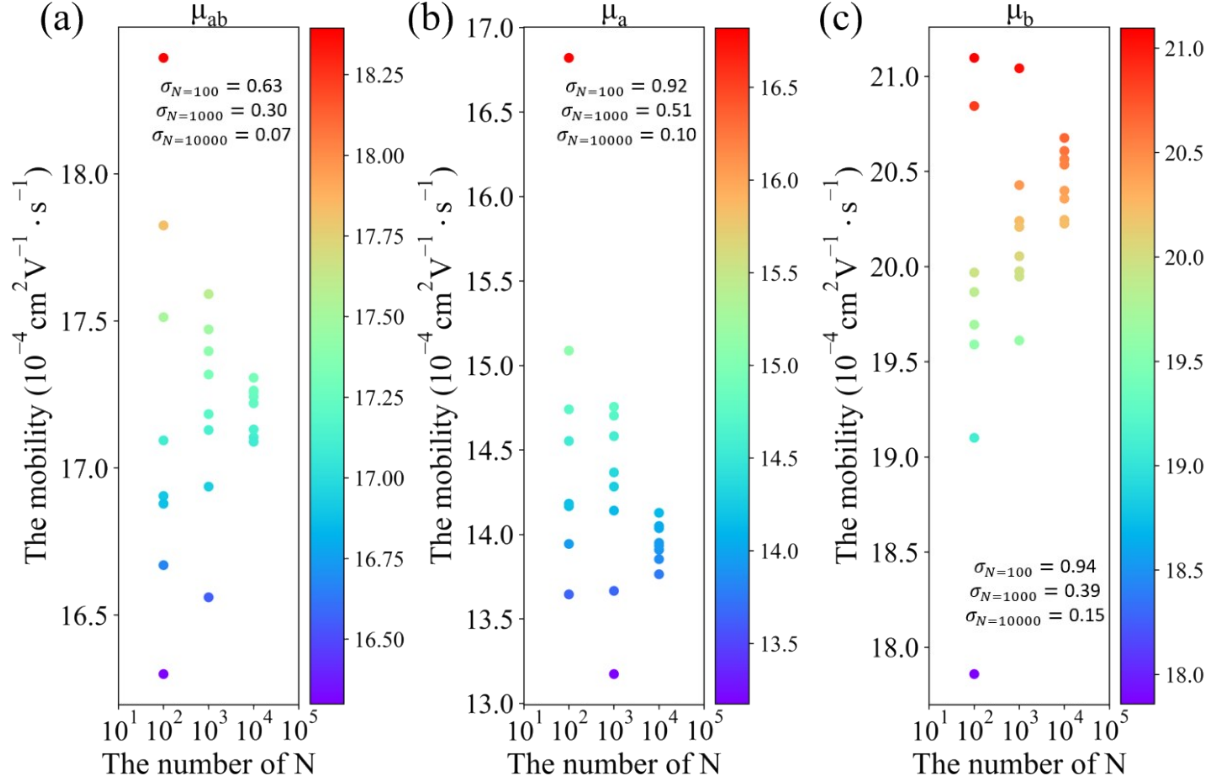 (a)
μab
The mobility (10⁻⁴ cm²V⁻¹ · s⁻¹)
18.0
17.5
17.0
16.5
σN=100 = 0.63
σN=1000 = 0.30
σN=10000 = 0.07
10¹ 10² 10³ 10⁴ 10⁵
The number of N
18.25
18.00
17.75
17.50
17.25
17.00
16.75
16.50
(b)
μa
The mobility (10⁻⁴ cm²V⁻¹ · s⁻¹)
17.0
16.5
16.0
15.5
15.0
14.5
14.0
13.5
13.0
σN=100 = 0.92
σN=1000 = 0.51
σN=10000 = 0.10
10¹ 10² 10³ 10⁴ 10⁵
The number of N
16.5
16.0
15.5
15.0
14.5
14.0
13.5
(c)
μb
The mobility (10⁻⁴ cm²V⁻¹ · s⁻¹)
21.0
20.5
20.0
19.5
19.0
18.5
18.0
σN=100 = 0.94
σN=1000 = 0.39
σN=10000 = 0.15
10¹ 10² 10³ 10⁴ 10⁵
The number of N
21.0
20.5
20.0
19.5
19.0
18.5
18.0